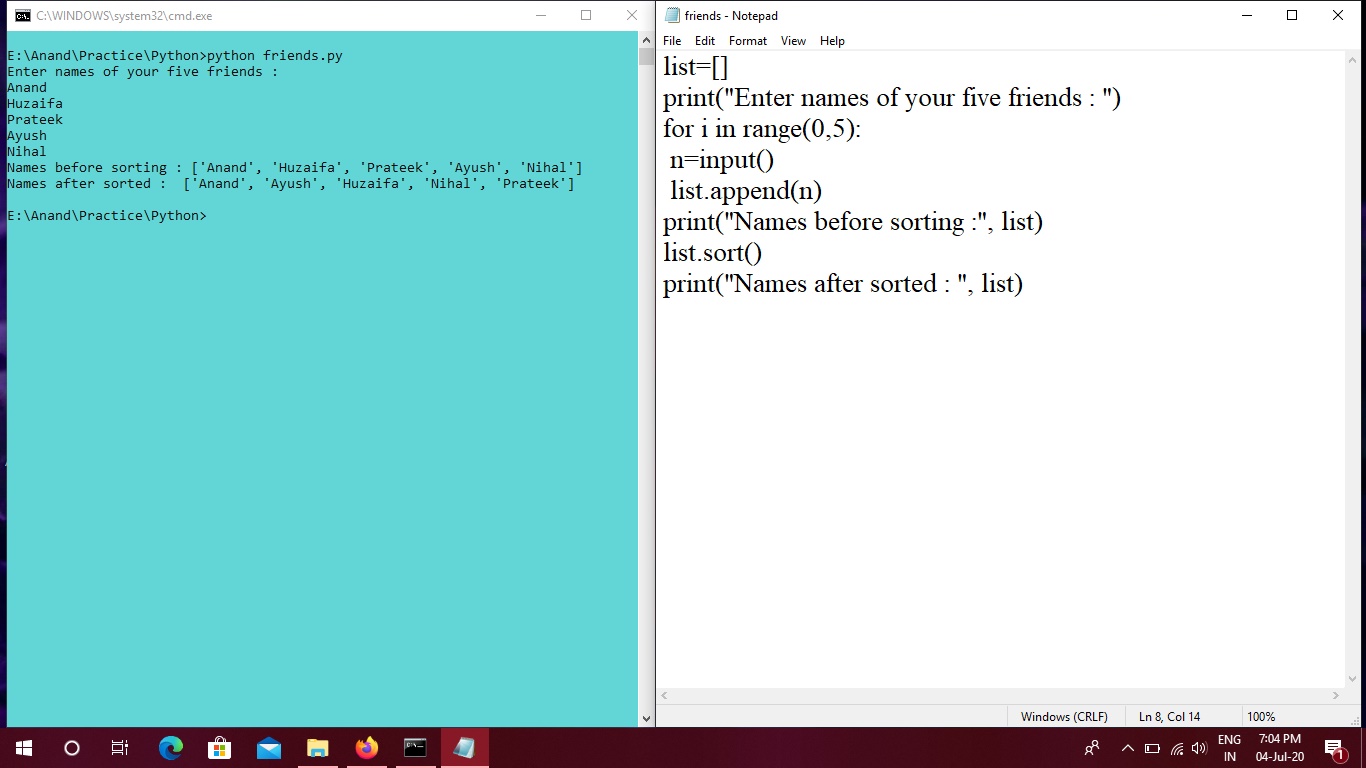 C:\WINDOWS\system32\cmd.exe
E:\Anand\Practice\Python>python friends.py
Enter names of your five friends :
Anand
Huzaifa
Prateek
Ayush
Nihal
Names before sorting : ['Anand', 'Huzaifa', 'Prateek', 'Ayush', 'Nihal']
Names after sorted :  ['Anand', 'Ayush', 'Huzaifa', 'Nihal', 'Prateek']
E:\Anand\Practice\Python>
friends - Notepad
File Edit Format View Help
list=[]
print("Enter names of your five friends : ")
for i in range(0,5):
 n=input()
 list.append(n)
print("Names before sorting :", list)
list.sort()
print("Names after sorted : ", list)
Windows (CRLF) Ln 8, Col 14 100%
ENG 7:04 PM
IN 04-Jul-20 1